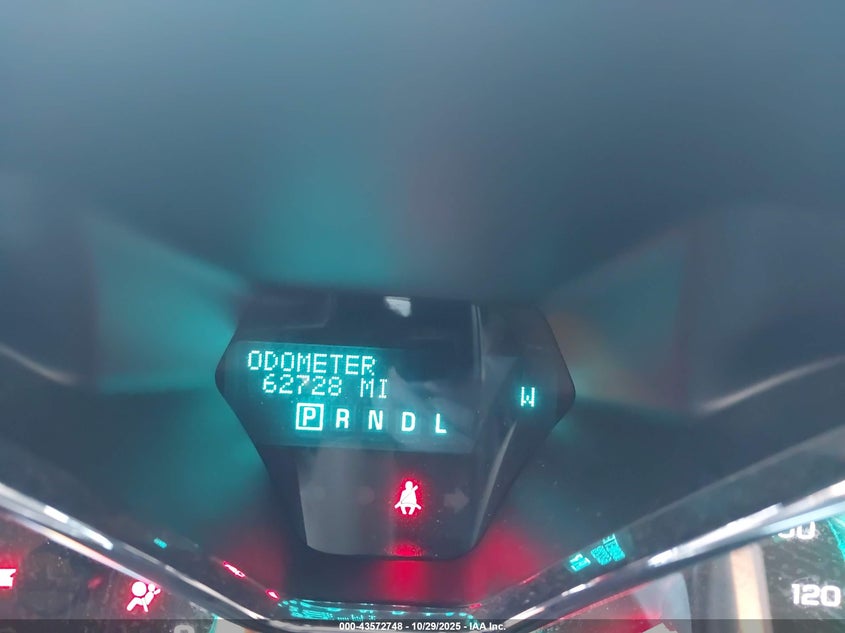 ODOMETER
62728 MI
P R N D L
W
120
000-43572748 - 10/29/2025 - IAA Inc.